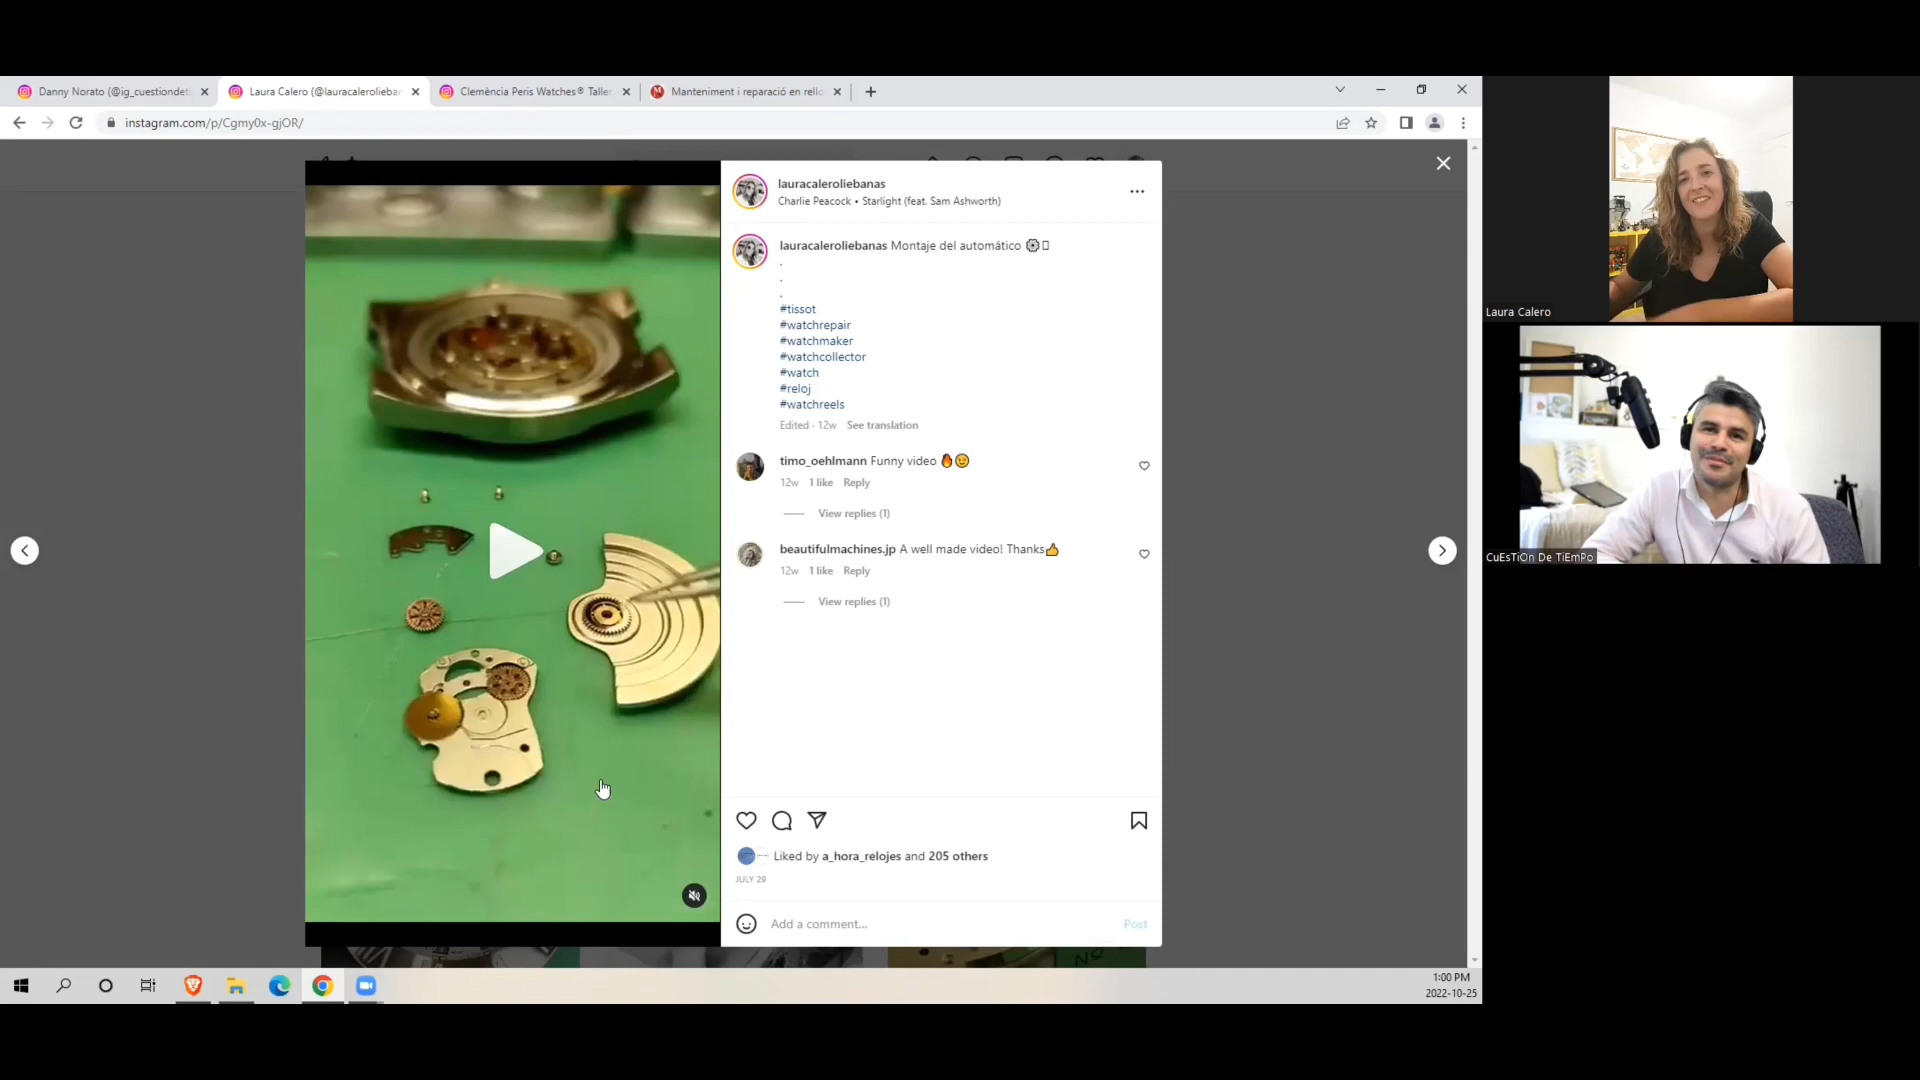 Danny Norato (@ig_cuestiondet
Laura Calero (@lauracaleroliebar
Clemència Peris Watches® Taller
Manteniment i reparació en rello
instagram.com/p/Cgmy0x-gjOR/
lauracaleroliebanas
Charlie Peacock • Starlight (feat. Sam Ashworth)
lauracaleroliebanas Montaje del automático
.
.
.
#tissot
#watchrepair
#watchmaker
#watchcollector
#watch
#reloj
#watchreels
Edited · 12w See translation
timo_oehlmann Funny video 🔥😉
12w 1 like Reply
View replies (1)
beautifulmachines.jp A well made video! Thanks👍
12w 1 like Reply
View replies (1)
Liked by a_hora_relojes and 205 others
JULY 29
Add a comment...
Post
NO
1:00 PM
2022-10-25
Laura Calero
CuEsTiOn De TiEmPo